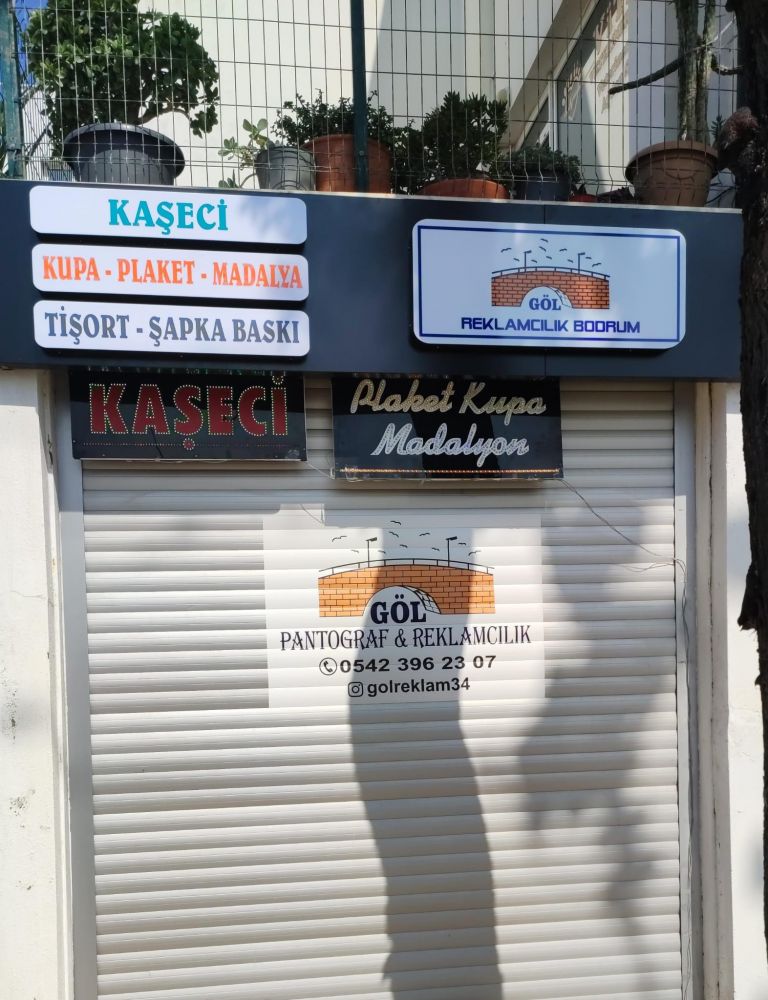 KAŞECİ
KUPA - PLAKET - MADALYA
TİŞORT - ŞAPKA BASKI
GÖL
REKLAMCILIK BODRUM
KAŞECİ
Plaket Kupa
Madalyon
GÖL
PANTOGRAF & REKLAMCILIK
0542 396 23 07
golreklam34